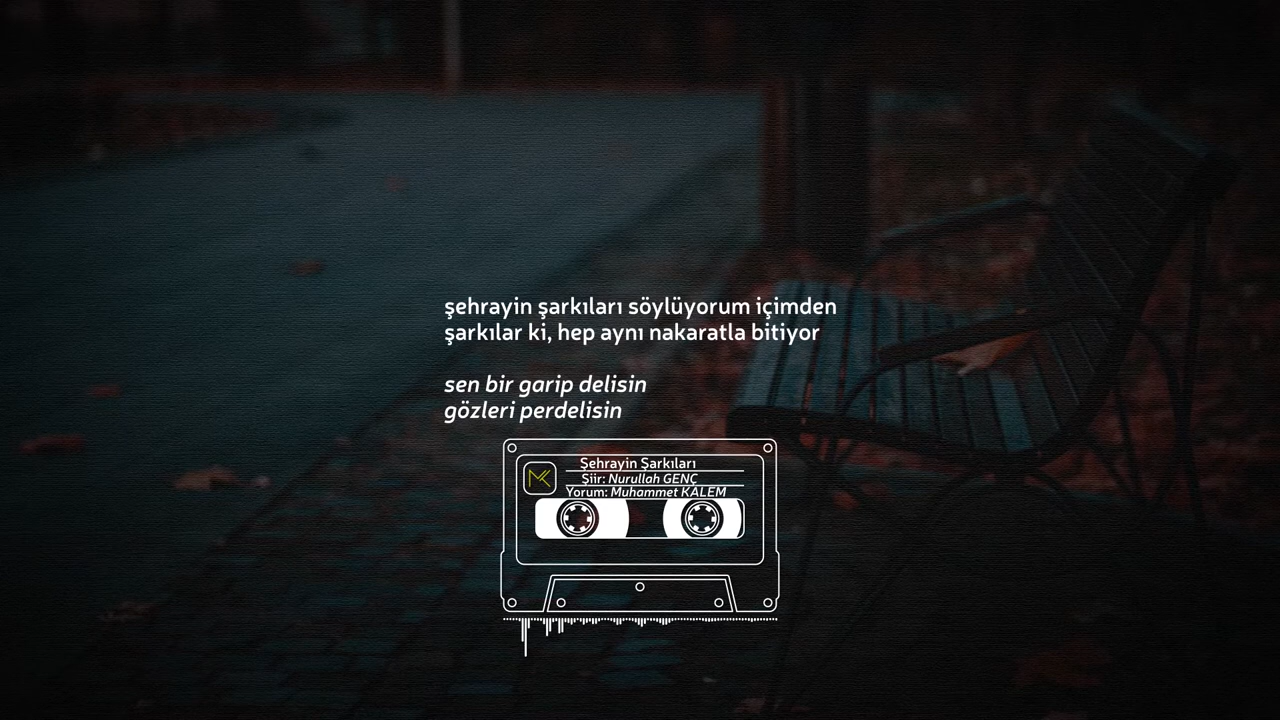 şehrayin şarkıları söylüyorum içimden
şarkılar ki, hep aynı nakaratla bitiyor
sen bir garip delisin
gözleri perdelisin
Şehrayin Şarkıları
Şiir: Nurullah GENÇ
Yorum: Muhammet KALEM
MK